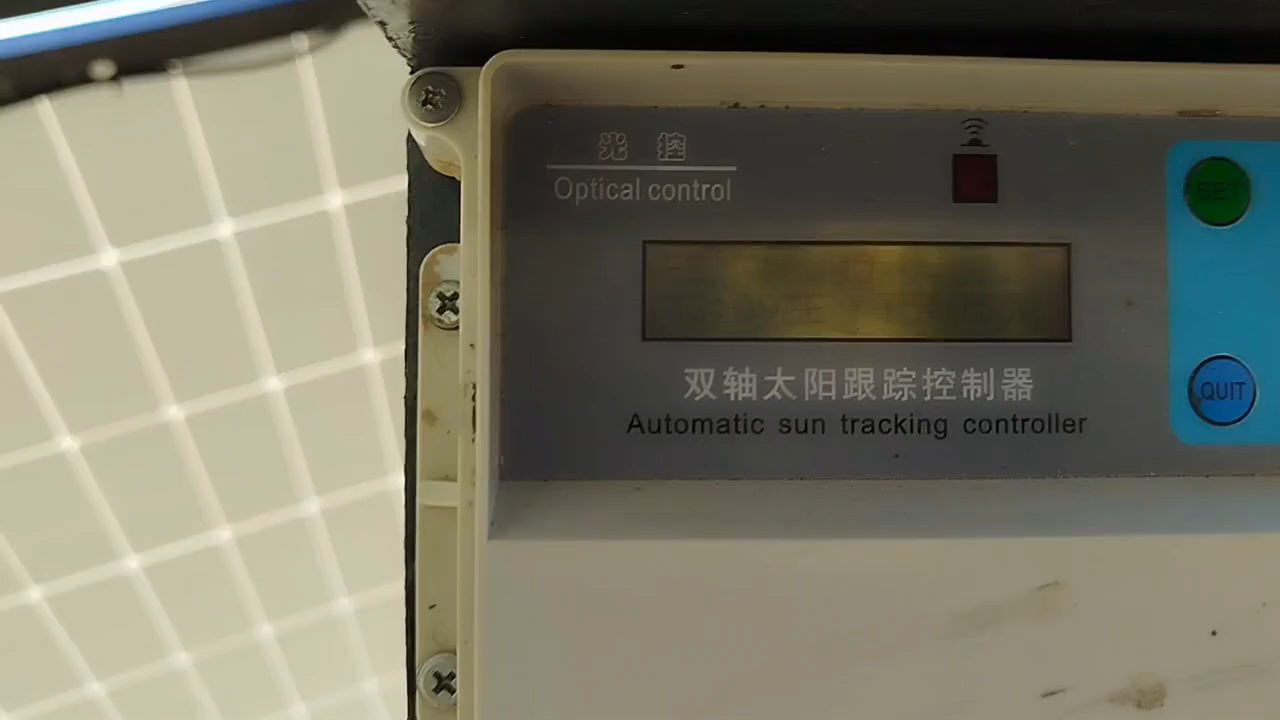 光 控
Optical control
SET
双轴太阳跟踪控制器
QUIT
Automatic sun tracking controller